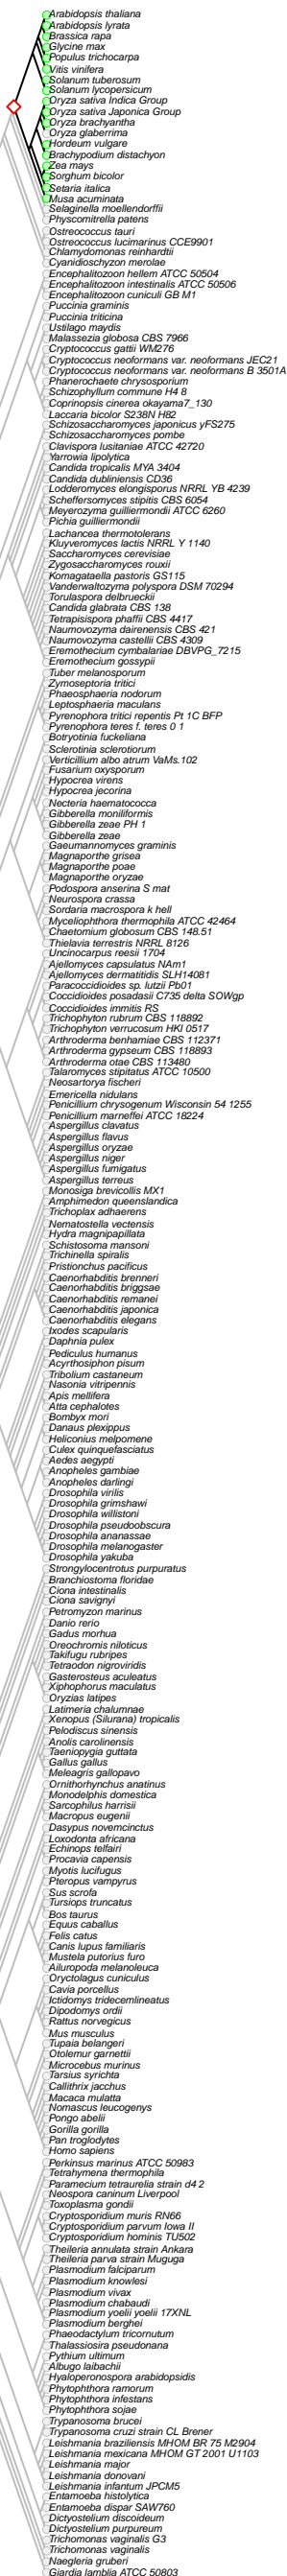 Arabidopsis thaliana
Arabidopsis lyrata
Brassica rapa
Glycine max
Populus trichocarpa
Vitis vinifera
Solanum tuberosum
Solanum lycopersicum
Oryza sativa Indica Group
Oryza sativa Japonica Group
Oryza brachyantha
Oryza glaberrima
Hordeum vulgare
Brachypodium distachyon
Zea mays
Sorghum bicolor
Setaria italica
Musa acuminata
Selaginella moellendorffii
Physcomitrella patens
Ostreococcus tauri
Ostreococcus lucimarinus CCE9901
Chlamydomonas reinhardtii
Cyanidioschyzon merolae
Encephalitozoon hellem ATCC 50504
Encephalitozoon intestinalis ATCC 50506
Encephalitozoon cuniculi GB M1
Puccinia graminis
Puccinia triticina
Ustilago maydis
Malassezia globosa CBS 7966
Cryptococcus gattii WM276
Cryptococcus neoformans var. neoformans JEC21
Cryptococcus neoformans var. neoformans B 3501A
Phanerochaete chrysosporium
Schizophyllum commune H4 8
Coprinopsis cinerea okayama7_130
Laccaria bicolor S238N H82
Schizosaccharomyces japonicus yFS275
Schizosaccharomyces pombe
Clavispora lusitaniae ATCC 42720
Yarrowia lipolytica
Candida tropicalis MYA 3404
Candida dubliniensis CD36
Lodderomyces elongisporus NRRL YB 4239
Scheffersomyces stipitis CBS 6054
Meyerozyma guilliermondii ATCC 6260
Pichia guilliermondii
Lachancea thermotolerans
Kluyveromyces lactis NRRL Y 1140
Saccharomyces cerevisiae
Zygosaccharomyces rouxii
Komagataella pastoris GS115
Vanderwaltozyma polyspora DSM 70294
Torulaspora delbrueckii
Candida glabrata CBS 138
Tetrapisispora phaffii CBS 4417
Naumovozyma dairenensis CBS 421
Naumovozyma castellii CBS 4309
Eremothecium cymbalariae DBVPG_7215
Eremothecium gossypii
Tuber melanosporum
Zymoseptoria tritici
Phaeosphaeria nodorum
Leptosphaeria maculans
Pyrenophora tritici repentis Pt 1C BFP
Pyrenophora teres f. teres 0 1
Botryotinia fuckeliana
Sclerotinia sclerotiorum
Verticillium albo atrum VaMs.102
Fusarium oxysporum
Hypocrea virens
Hypocrea jecorina
Necteria haematococca
Gibberella moniliformis
Gibberella zeae PH 1
Gibberella zeae
Gaeumannomyces graminis
Magnaporthe grisea
Magnaporthe poae
Magnaporthe oryzae
Podospora anserina S mat
Neurospora crassa
Sordaria macrospora k hell
Myceliophthora thermophila ATCC 42464
Chaetomium globosum CBS 148.51
Thielavia terrestris NRRL 8126
Uncinocarpus reesii 1704
Ajellomyces capsulatus NAm1
Ajellomyces dermatitidis SLH14081
Paracoccidioides sp. lutzii Pb01
Coccidioides posadasii C735 delta SOWgp
Coccidioides immitis RS
Trichophyton rubrum CBS 118892
Trichophyton verrucosum HKI 0517
Arthroderma benhamiae CBS 112371
Arthroderma gypseum CBS 118893
Arthroderma otae CBS 113480
Talaromyces stipitatus ATCC 10500
Neosartorya fischeri
Emericella nidulans
Penicillium chrysogenum Wisconsin 54 1255
Penicillium marneffei ATCC 18224
Aspergillus clavatus
Aspergillus flavus
Aspergillus oryzae
Aspergillus niger
Aspergillus fumigatus
Aspergillus terreus
Monosiga brevicollis MX1
Amphimedon queenslandica
Trichoplax adhaerens
Nematostella vectensis
Hydra magnipapillata
Schistosoma mansoni
Trichinella spiralis
Pristionchus pacificus
Caenorhabditis brenneri
Caenorhabditis briggsae
Caenorhabditis remanei
Caenorhabditis japonica
Caenorhabditis elegans
Ixodes scapularis
Daphnia pulex
Pediculus humanus
Acyrthosiphon pisum
Tribolium castaneum
Nasonia vitripennis
Apis mellifera
Atta cephalotes
Bombyx mori
Danaus plexippus
Heliconius melpomene
Culex quinquefasciatus
Aedes aegypti
Anopheles gambiae
Anopheles darlingi
Drosophila virilis
Drosophila grimshawi
Drosophila willistoni
Drosophila pseudoobscura
Drosophila ananassae
Drosophila melanogaster
Drosophila yakuba
Strongylocentrotus purpuratus
Branchiostoma floridae
Ciona intestinalis
Ciona savignyi
Petromyzon marinus
Danio rerio
Gadus morhua
Oreochromis niloticus
Takifugu rubripes
Tetraodon nigroviridis
Gasterosteus aculeatus
Xiphophorus maculatus
Oryzias latipes
Latimeria chalumnae
Xenopus (Silurana) tropicalis
Pelodiscus sinensis
Anolis carolinensis
Taeniopygia guttata
Gallus gallus
Meleagris gallopavo
Ornithorhynchus anatinus
Monodelphis domestica
Sarcophilus harrisii
Macropus eugenii
Dasypus novemcinctus
Loxodonta africana
Echinops telfairi
Procavia capensis
Myotis lucifugus
Pteropus vampyrus
Sus scrofa
Tursiops truncatus
Bos taurus
Equus caballus
Felis catus
Canis lupus familiaris
Mustela putorius furo
Ailuropoda melanoleuca
Oryctolagus cuniculus
Cavia porcellus
Ictidomys tridecemlineatus
Dipodomys ordii
Rattus norvegicus
Mus musculus
Tupaia belangeri
Otolemur garnettii
Microcebus murinus
Tarsius syrichta
Callithrix jacchus
Macaca mulatta
Nomascus leucogenys
Pongo abelii
Gorilla gorilla
Pan troglodytes
Homo sapiens
Perkinsus marinus ATCC 50983
Tetrahymena thermophila
Paramecium tetraurelia strain d4 2
Neospora caninum Liverpool
Toxoplasma gondii
Cryptosporidium muris RN66
Cryptosporidium parvum Iowa II
Cryptosporidium hominis TU502
Theileria annulata strain Ankara
Theileria parva strain Muguga
Plasmodium falciparum
Plasmodium knowlesi
Plasmodium vivax
Plasmodium chabaudi
Plasmodium yoelii yoelii 17XNL
Plasmodium berghei
Phaeodactylum tricornutum
Thalassiosira pseudonana
Pythium ultimum
Albugo laibachii
Hyaloperonospora arabidopsidis
Phytophthora ramorum
Phytophthora infestans
Phytophthora sojae
Trypanosoma brucei
Trypanosoma cruzi strain CL Brener
Leishmania braziliensis MHOM BR 75 M2904
Leishmania mexicana MHOM GT 2001 U1103
Leishmania major
Leishmania donovani
Leishmania infantum JPCM5
Entamoeba histolytica
Entamoeba dispar SAW760
Dictyostelium discoideum
Dictyostelium purpureum
Trichomonas vaginalis G3
Trichomonas vaginalis
Naegleria gruberi
Giardia lamblia ATCC 50803